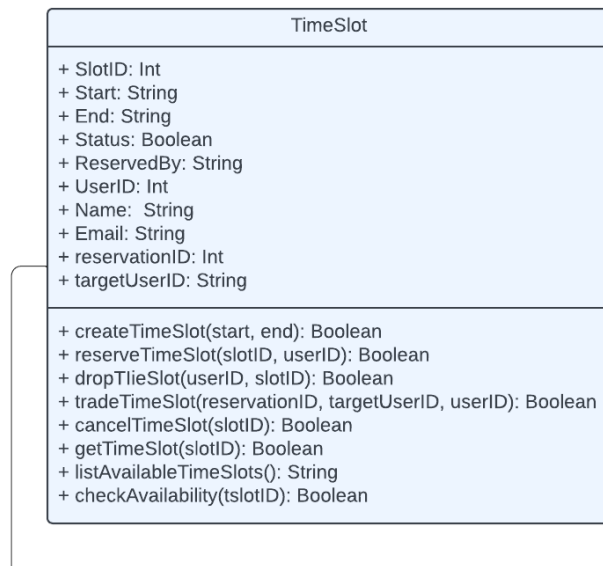 TimeSlot
+ SlotID: Int
+ Start: String
+ End: String
+ Status: Boolean
+ ReservedBy: String
+ UserID: Int
+ Name:  String
+ Email: String
+ reservationID: Int
+ targetUserID: String
+ createTimeSlot(start, end): Boolean
+ reserveTimeSlot(slotID, userID): Boolean
+ dropTIieSlot(userID, slotID): Boolean
+ tradeTimeSlot(reservationID, targetUserID, userID): Boolean
+ cancelTimeSlot(slotID): Boolean
+ getTimeSlot(slotID): Boolean
+ listAvailableTimeSlots(): String
+ checkAvailability(tslotID): Boolean